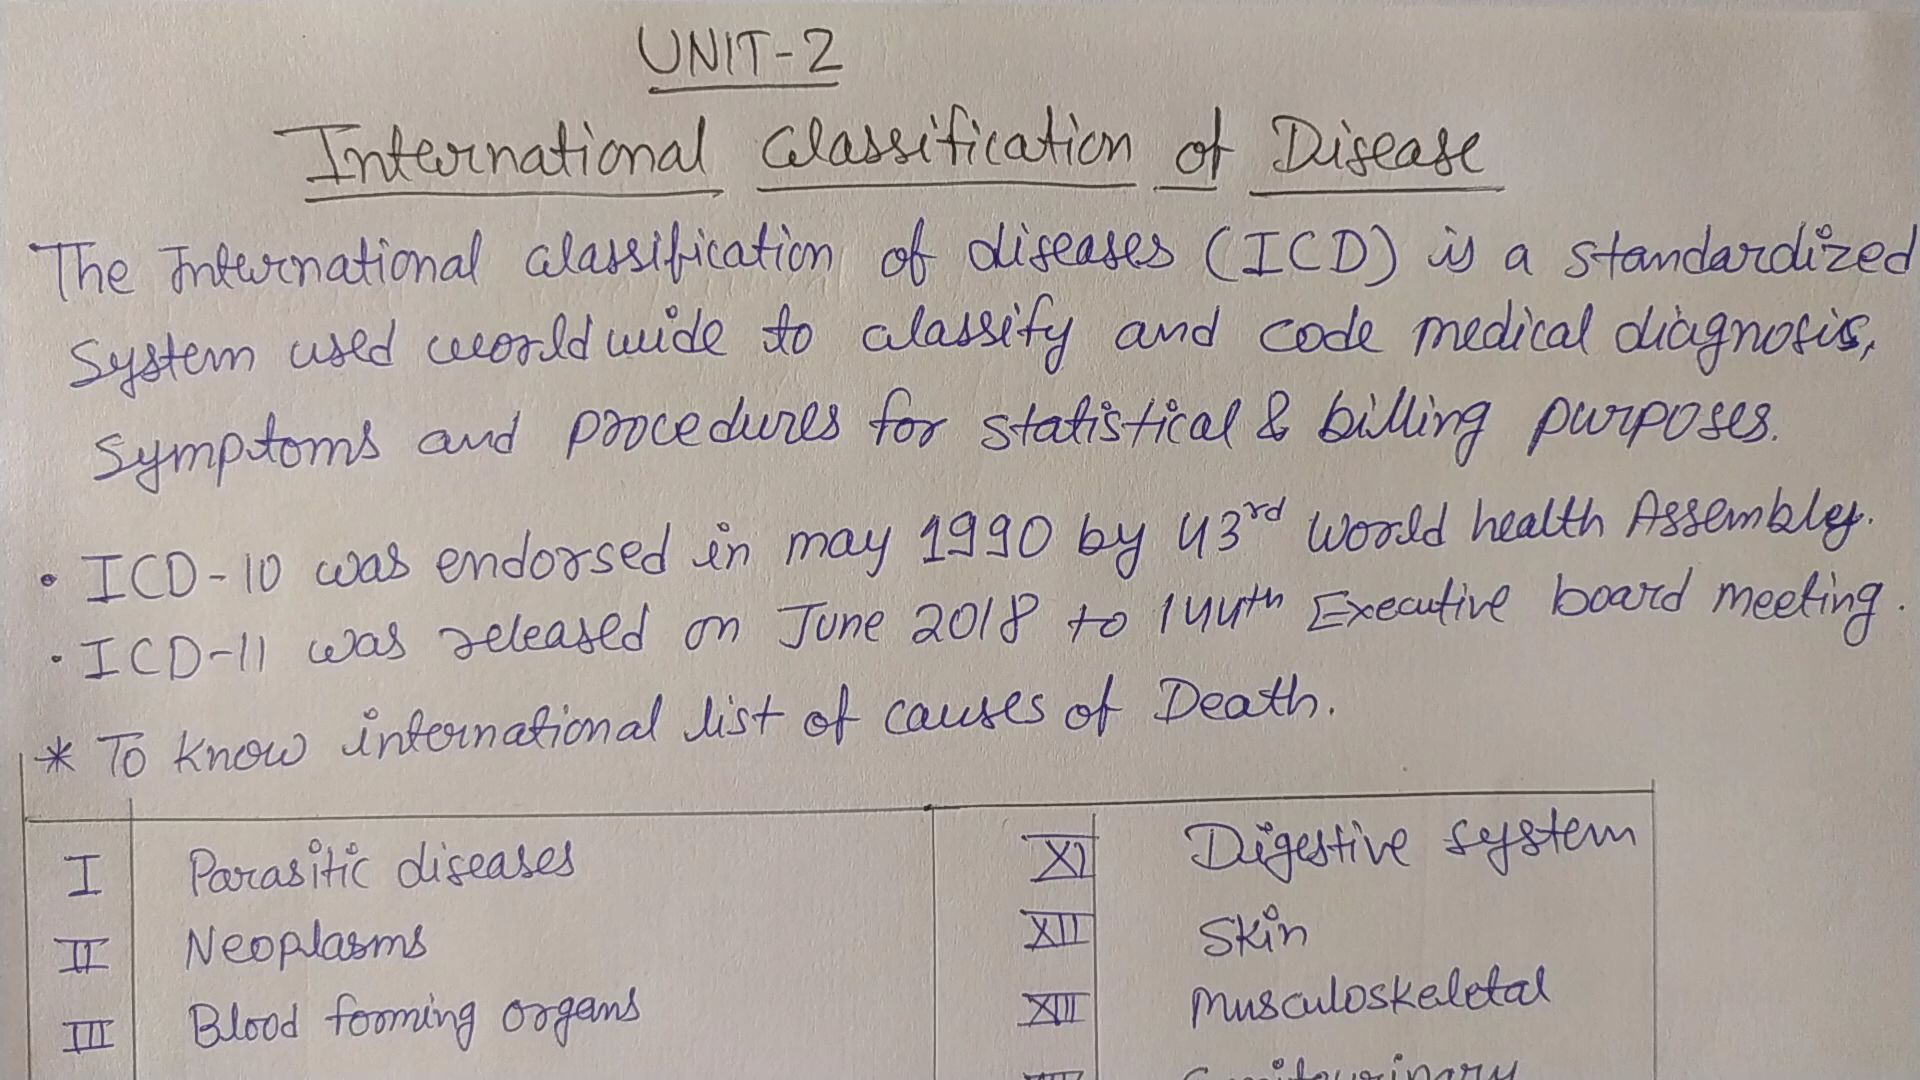 UNIT-2
International Classification of Disease
The International classification of diseases (ICD) is a standardized
System used worldwide to classify and code medical diagnosis,
Symptoms and procedures for statistical & billing purposes.
• ICD-10 was endorsed in may 1990 by 43rd World health Assembley.
• ICD-11 was released on June 2018 to 144th Executive board meeting.
* To know international list of causes of Death.
I Parasitic diseases XI Digestive system
II Neoplasms XII Skin
III Blood forming organs XIII Musculoskeletal